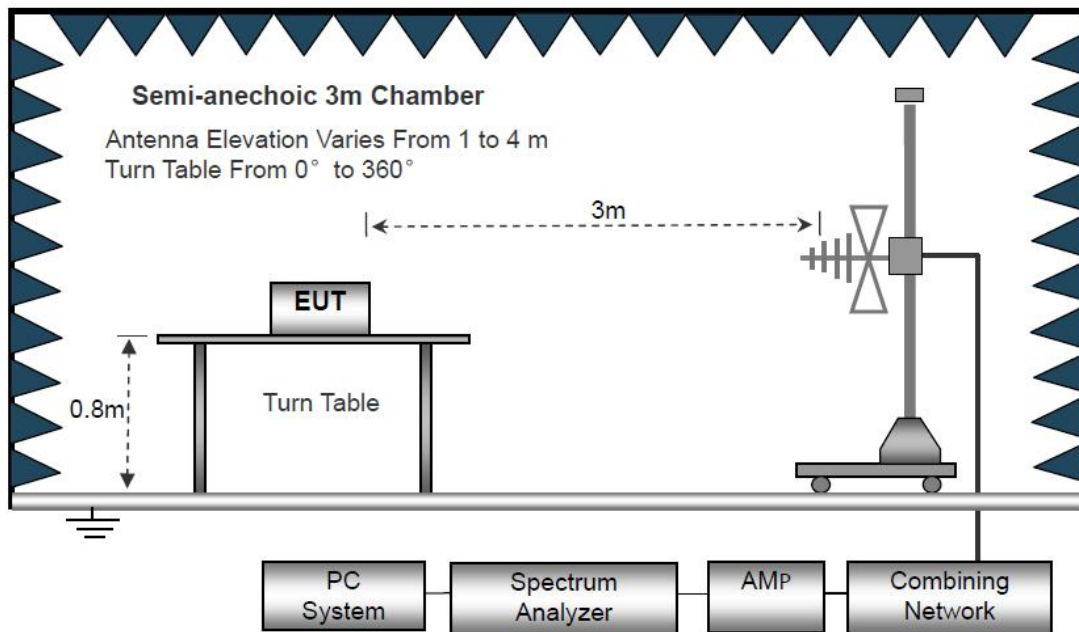 Semi-anechoic 3m Chamber
Antenna Elevation Varies From 1 to 4 m
Turn Table From 0° to 360°
3m
EUT
0.8m
Turn Table
PC
System
Spectrum
Analyzer
AMP
Combining
Network